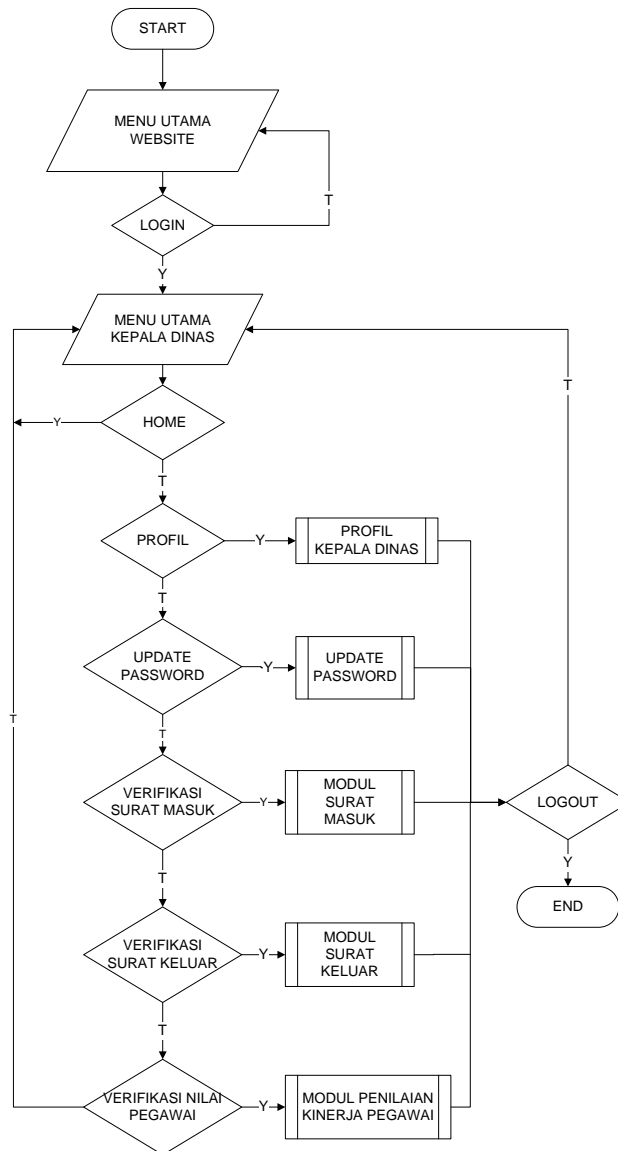 START
MENU UTAMA
WEBSITE
T
LOGIN
Y
MENU UTAMA
KEPALA DINAS
T
Y
HOME
T
PROFIL
Y
PROFIL
KEPALA DINAS
T
UPDATE
PASSWORD
Y
UPDATE
PASSWORD
T
T
VERIFIKASI
SURAT MASUK
Y
MODUL
SURAT
MASUK
LOGOUT
T
Y
END
VERIFIKASI
SURAT KELUAR
Y
MODUL
SURAT
KELUAR
T
VERIFIKASI NILAI
PEGAWAI
Y
MODUL PENILAIAN
KINERJA PEGAWAI